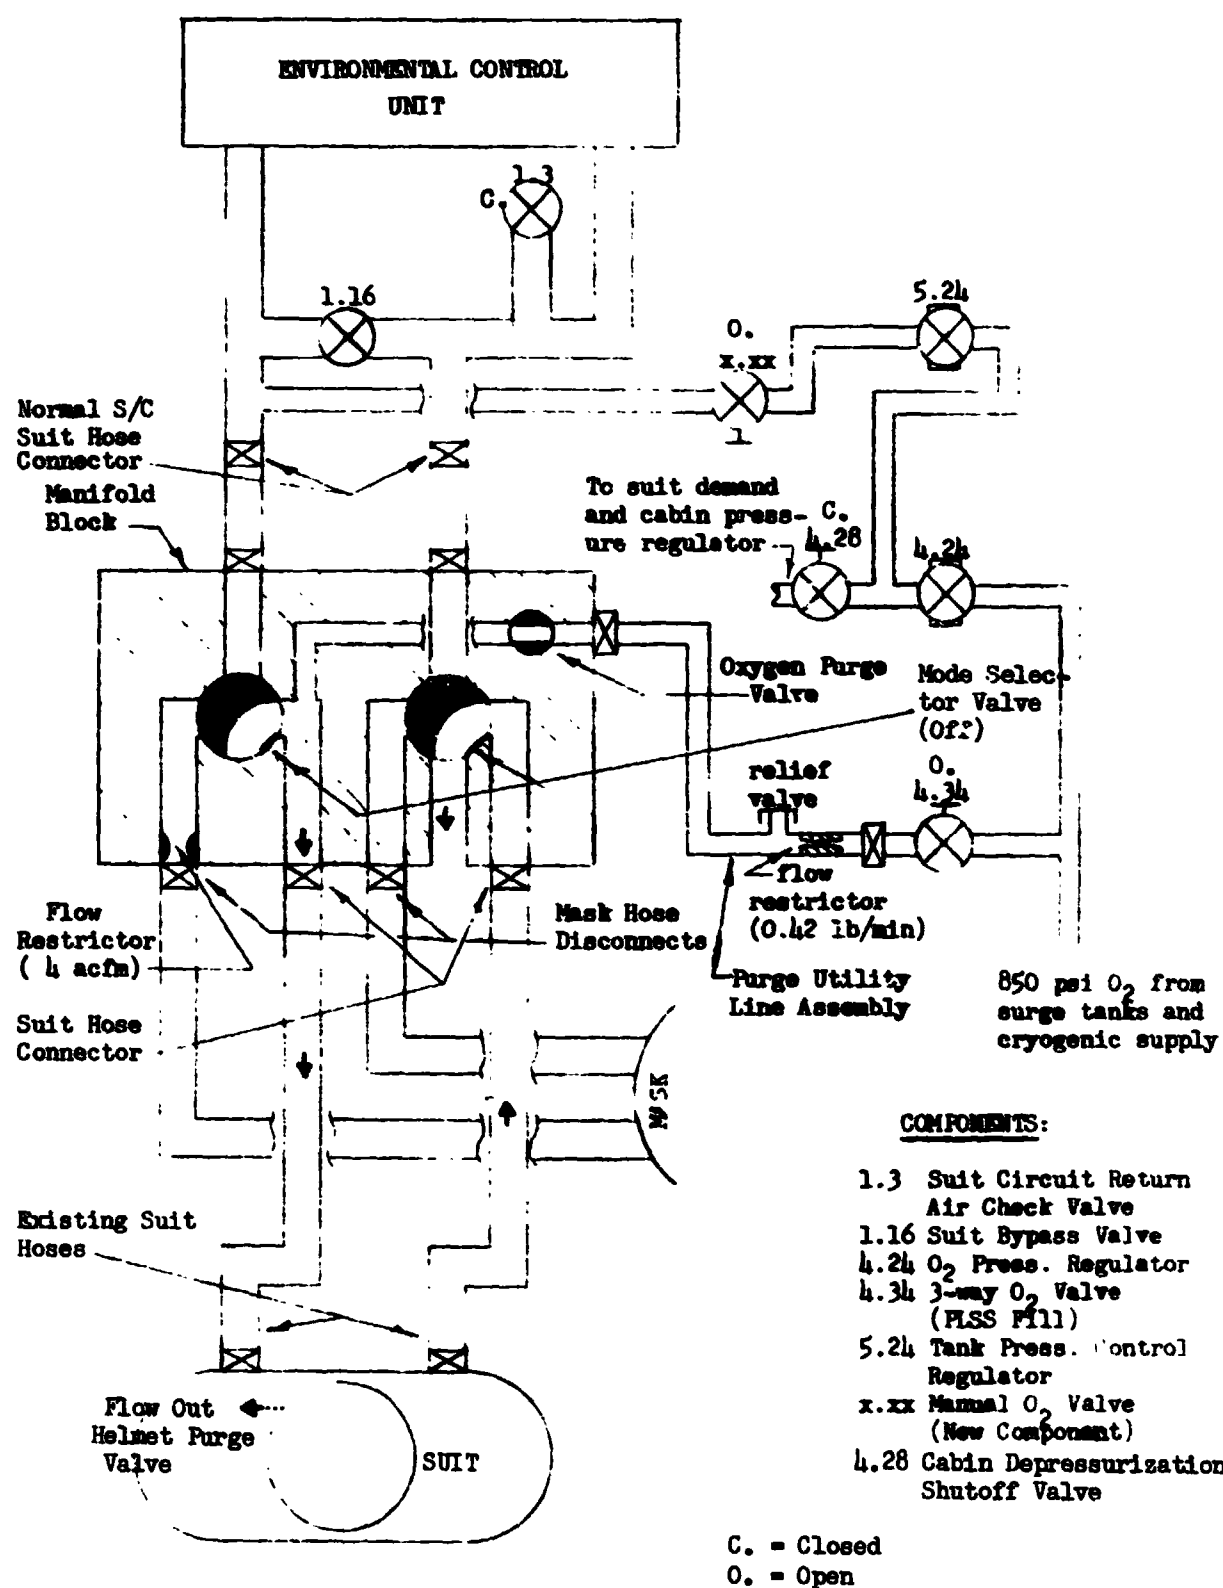 ENVIRONMENTAL CONTROL
UNIT
1.3
C.
1.16
5.24
O.
x.xx
1
Normal S/C
Suit Hose
Connector
Manifold
Block
To suit demand
and cabin press-
ure regulator
C.
4.28
4.24
Oxygen Purge
Valve
Mode Selec-
tor Valve
(Off)
relief
valve
O.
4.34
flow
restrictor
(0.42 lb/min)
Flow
Restrictor
( 4 acfm)
Mask Hose
Disconnects
Purge Utility
Line Assembly
850 psi O2 from
surge tanks and
cryogenic supply
Suit Hose
Connector
MASK
COMPONENTS:
1.3 Suit Circuit Return
Air Check Valve
1.16 Suit Bypass Valve
4.24 O2 Press. Regulator
4.34 3-way O2 Valve
(PLSS Fill)
5.24 Tank Press. Control
Regulator
x.xx Manual O2 Valve
(New Component)
4.28 Cabin Depressurization
Shutoff Valve
Existing Suit
Hoses
Flow Out
Helmet Purge
Valve
SUIT
C. = Closed
O. = Open